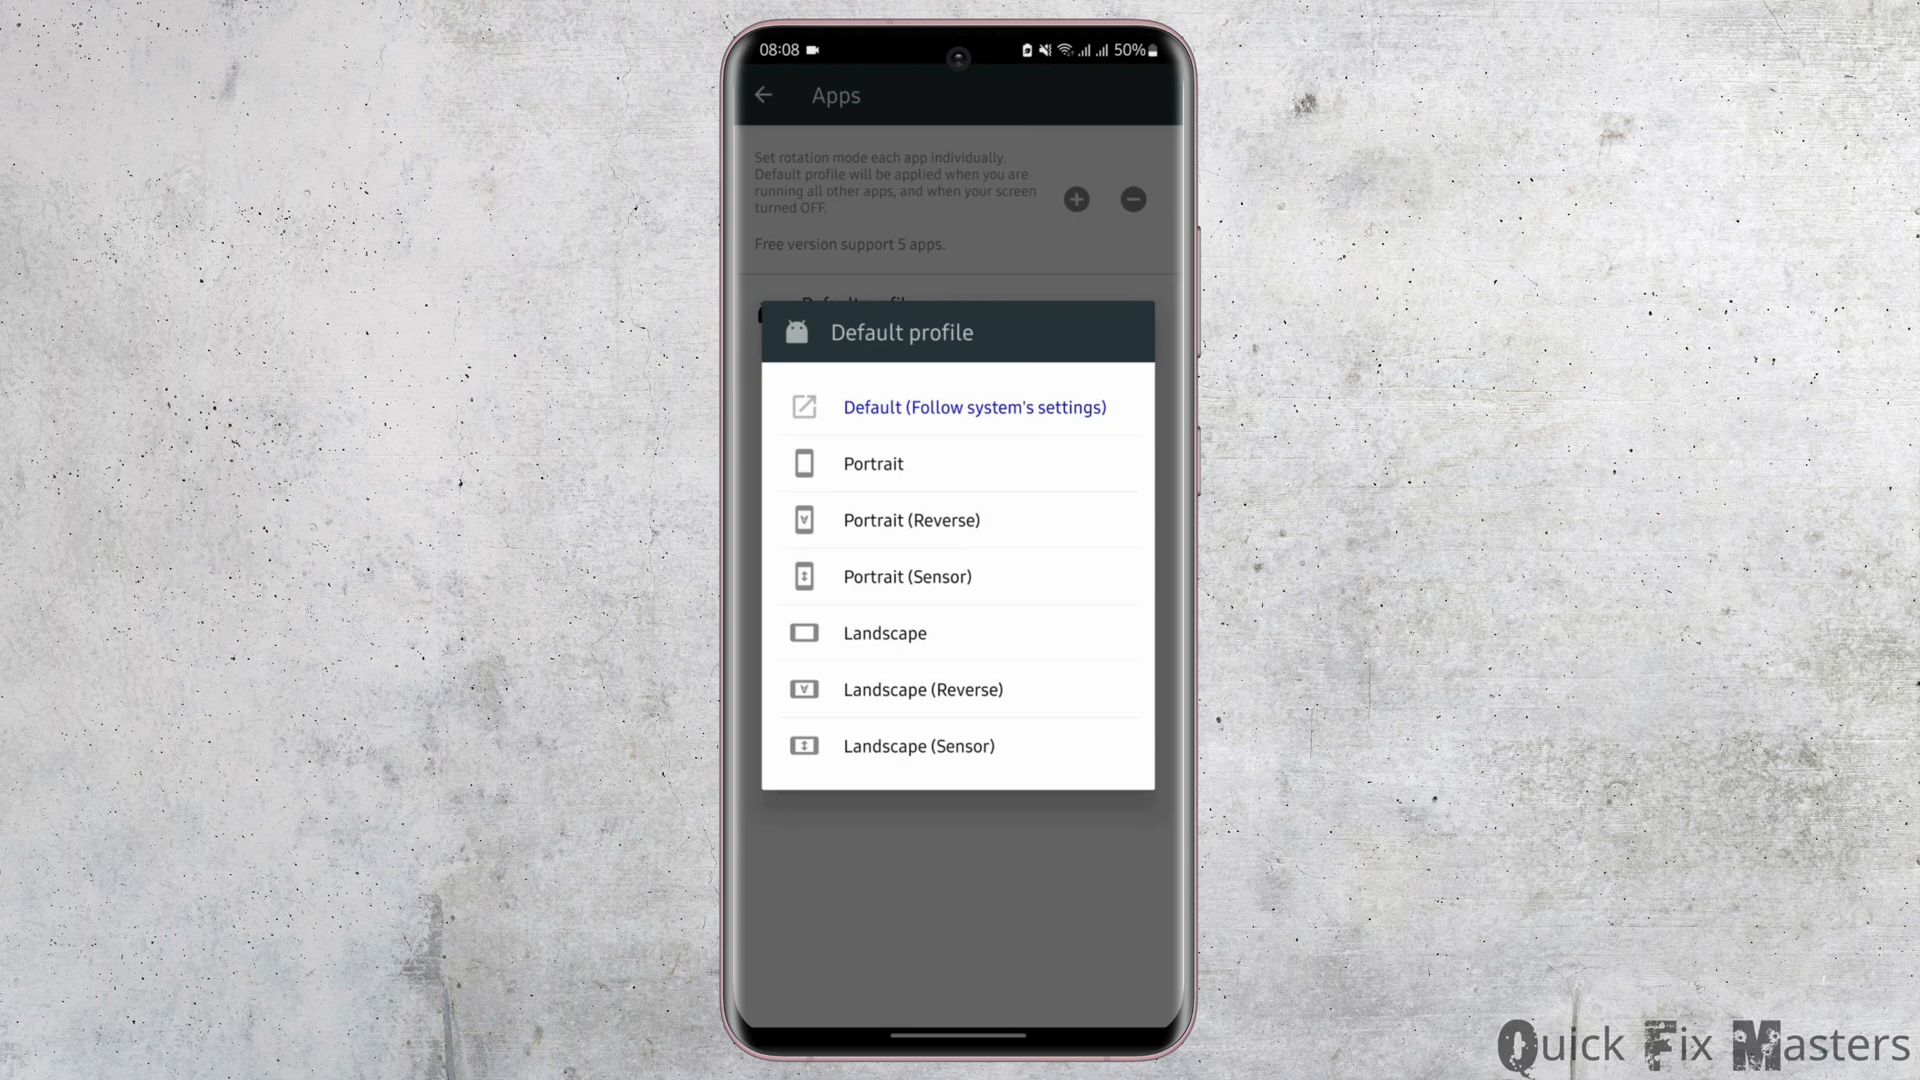 08:08
50%
Apps
Set rotation mode each app individually.
Default profile will be applied when you are
running all other apps, and when your screen
turned OFF.
Free version support 5 apps.
Default profile
Default (Follow system's settings)
Portrait
Portrait (Reverse)
Portrait (Sensor)
Landscape
Landscape (Reverse)
Landscape (Sensor)
Quick Fix Masters